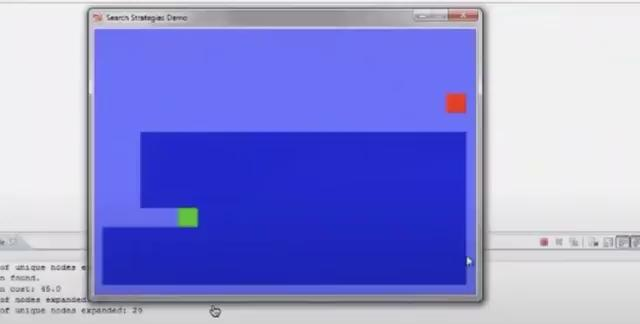 Search Strategies Demo
of unique nodes e
n found.
n cost: 45.0
of nodes expanded
of unique nodes expanded: 29